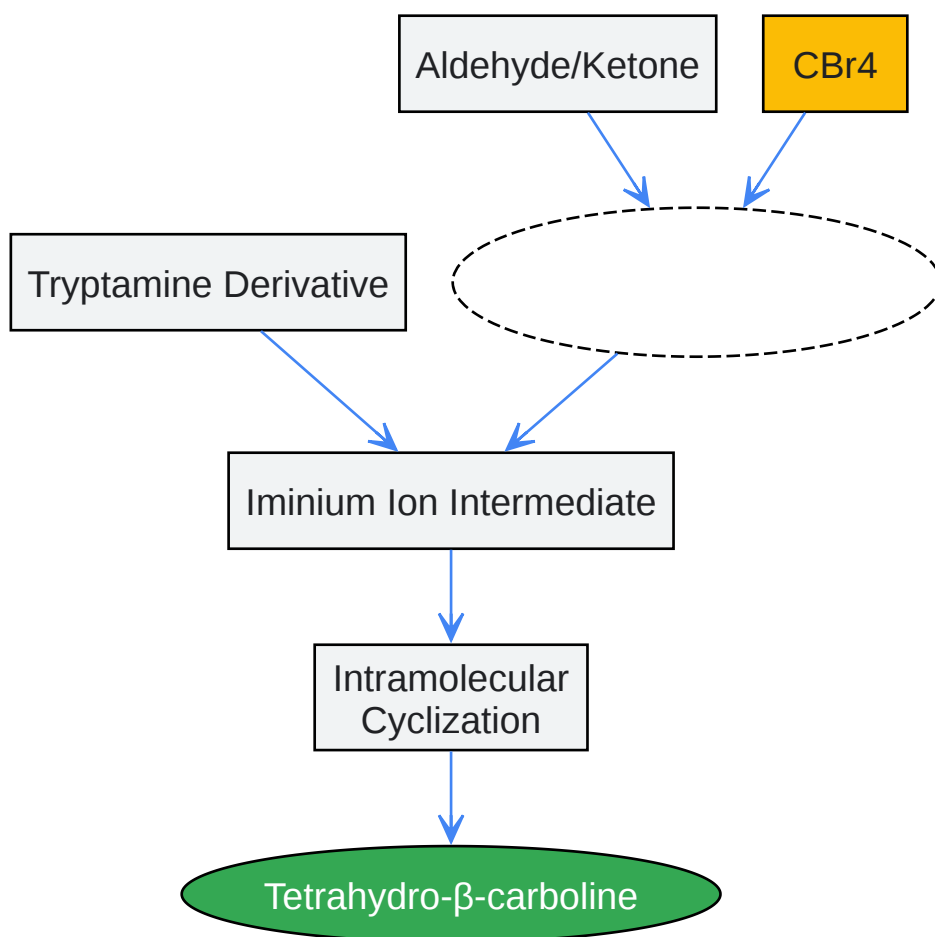 Aldehyde/Ketone
CBr4
Tryptamine Derivative
Iminium Ion Intermediate
Intramolecular
Cyclization
Tetrahydro-β-carboline